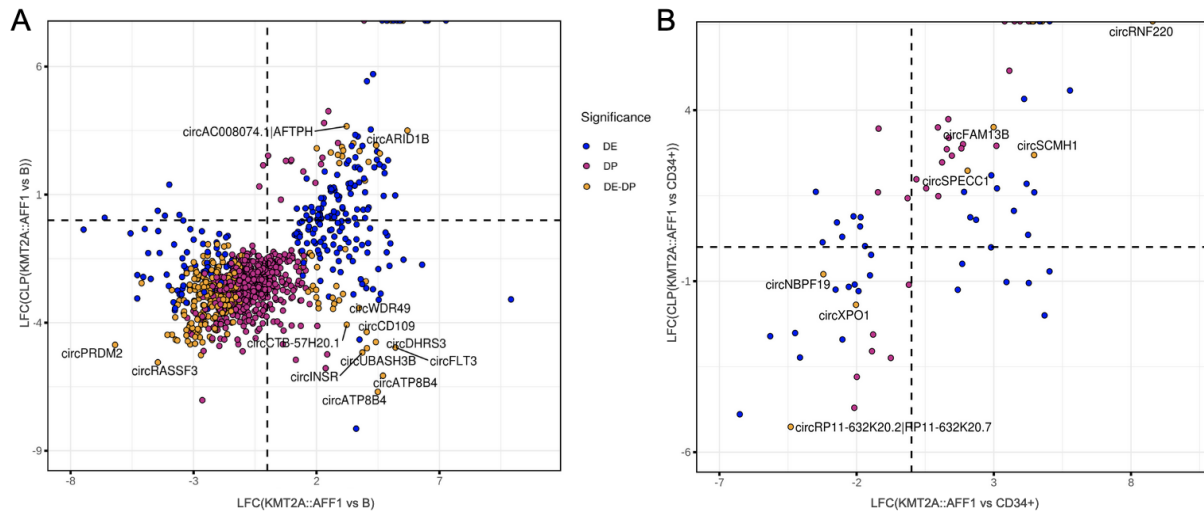 A
6
1
-4
-9
-8
-3
2
7
LFC(CLP(KMT2A::AFF1 vs B))
LFC(KMT2A::AFF1 vs B)
circAC008074.1|AFTPH
circARID1B
circWDR49
circCD109
circCTB-57H20.1
circDHRS3
circPRDM2
circUBASH3B
circFLT3
circRASSF3
circINSR
circATP8B4
circATP8B4
Significance
DE
DP
DE-DP
B
4
-1
-6
-7
-2
3
8
LFC(CLP(KMT2A::AFF1 vs CD34+))
LFC(KMT2A::AFF1 vs CD34+)
circRNF220
circFAM13B
circSCMH1
circSPECC1
circNBPF19
circXPO1
circRP11-632K20.2|RP11-632K20.7